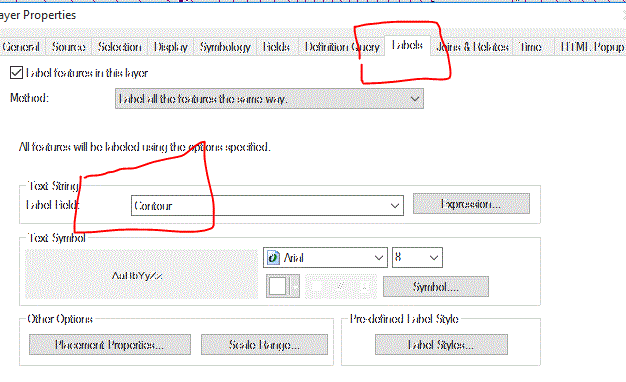 ayer Properties
General Source Selection Display Symbology Fields Definition Query Labels Joins & Relates Time HTML Popup
Label features in this layer
Method: Label all the features the same way.
All features will be labeled using the options specified.
Text String
Label Field: Contour Expression...
Text Symbol
AaBbYyZz Arial 8
Symbol...
Other Options Pre-defined Label Style
Placement Properties... Scale Range... Label Styles...